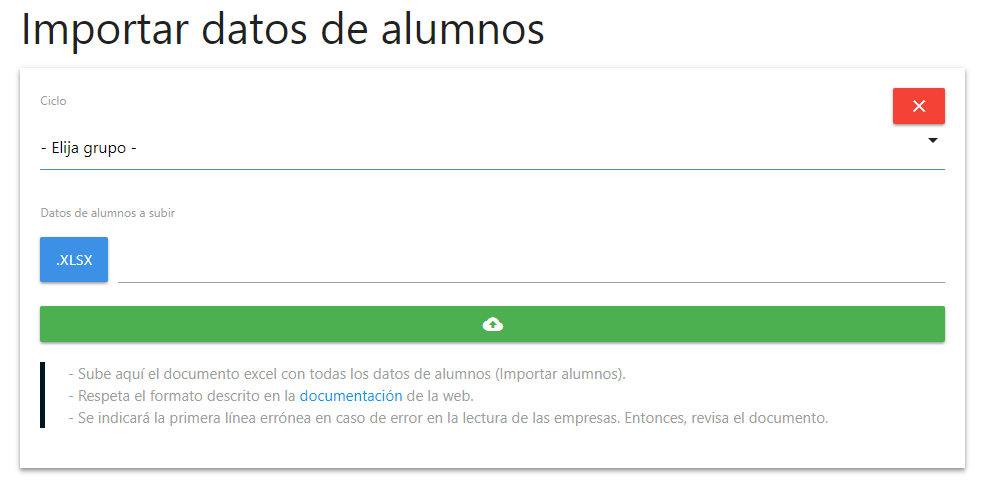 Importar datos de alumnos
Ciclo
- Elija grupo -
Datos de alumnos a subir
.XLSX
- Sube aquí el documento excel con todas los datos de alumnos (Importar alumnos).
- Respeta el formato descrito en la documentación de la web.
- Se indicará la primera línea errónea en caso de error en la lectura de las empresas. Entonces, revisa el documento.